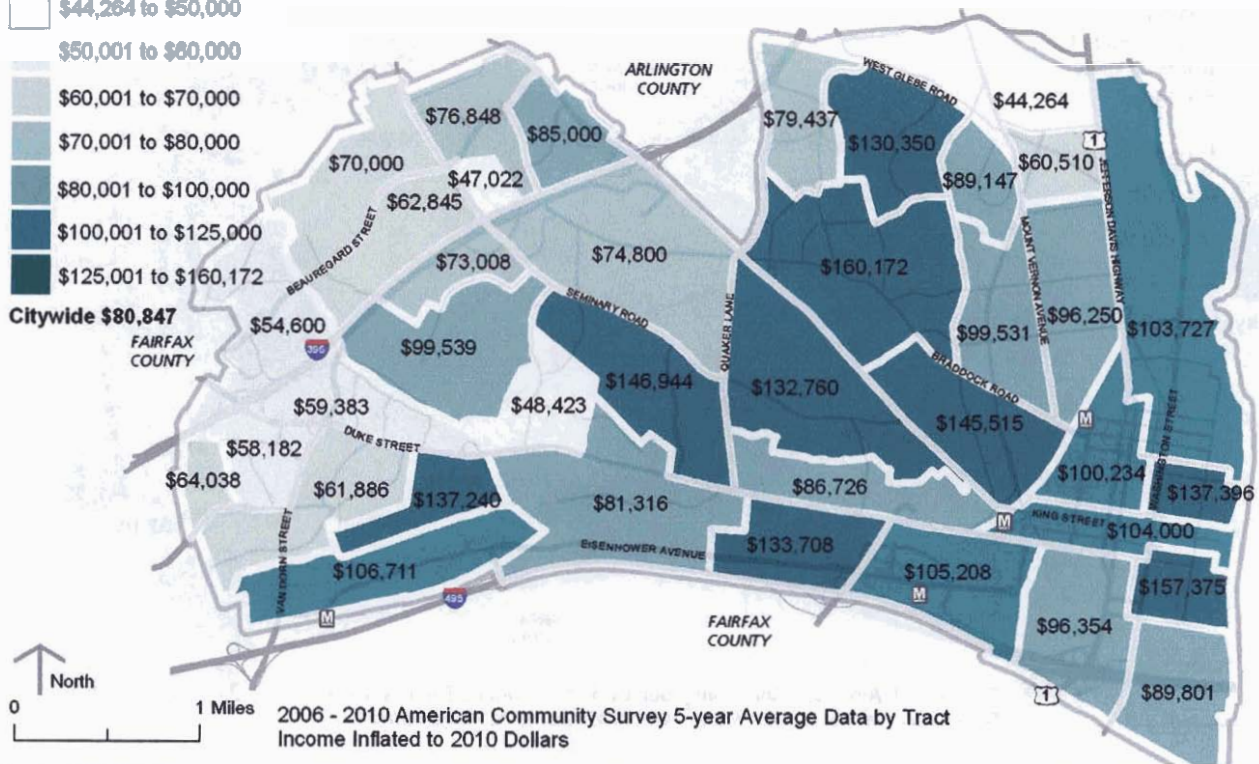 $44,264 to $50,000
$50,001 to $60,000
$60,001 to $70,000
$70,001 to $80,000
$80,001 to $100,000
$100,001 to $125,000
$125,001 to $160,172
Citywide $80,847
FAIRFAX
COUNTY
ARLINGTON
COUNTY
WEST GLEBE ROAD
$44,264
$76,848
$85,000
$79,437
$130,350
1
$70,000
$47,022
$89,147
$60,510
$62,845
BEAUREGARD STREET
JEFFERSON DAVIS HIGHWAY
$73,008
$74,800
$160,172
MOUNT VERNON AVENUE
$54,600
395
SEMINARY ROAD
QUAKER LANE
$99,539
$99,531
$96,250
$103,727
BRADDOCK ROAD
$146,944
$132,760
$59,383
$48,423
$145,515
M
DUKE STREET
WASHINGTON STREET
$58,182
$64,038
$61,886
$137,240
$81,316
$86,726
$100,234
$137,396
M
KING STREET
$104,000
VAN DORN STREET
EISENHOWER AVENUE
$133,708
$106,711
$105,208
$157,375
M
495
M
FAIRFAX
COUNTY
$96,354
1
$89,801
North
0
1 Miles
2006 - 2010 American Community Survey 5-year Average Data by Tract
Income Inflated to 2010 Dollars